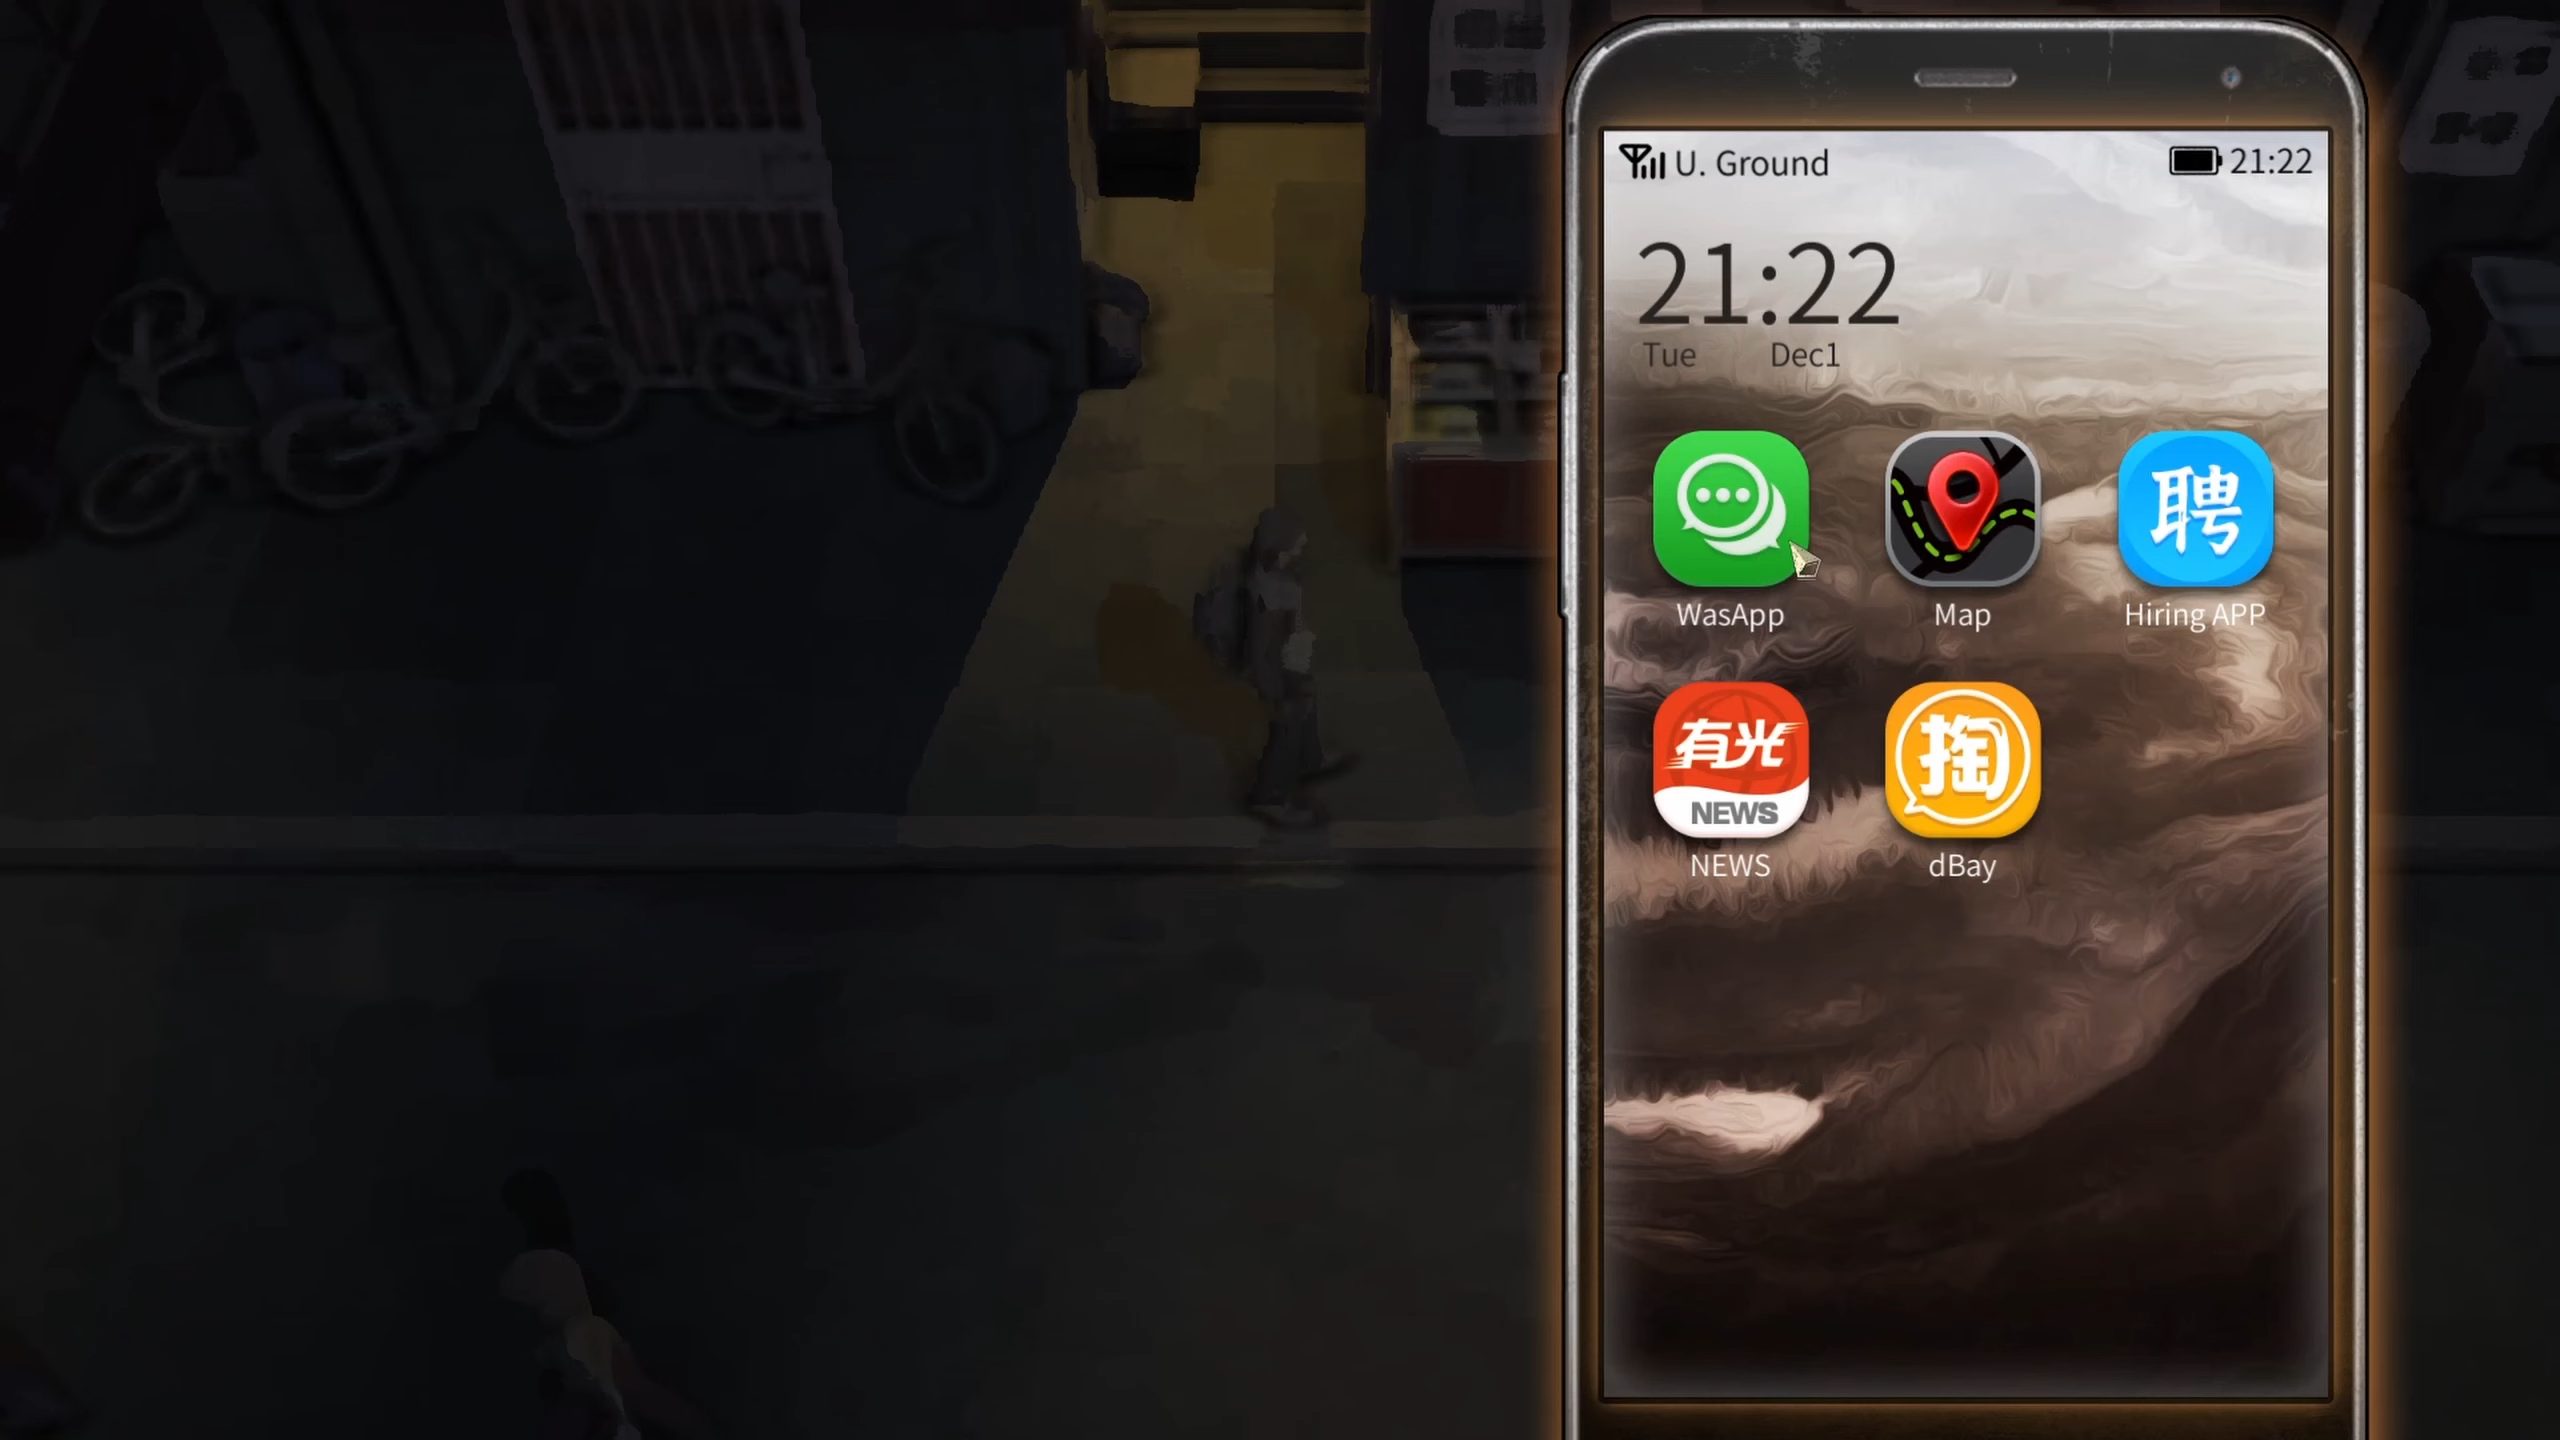 U. Ground 21:22
21:22
Tue Dec1
聘
WasApp Map Hiring APP
有光
NEWS
掏
NEWS dBay